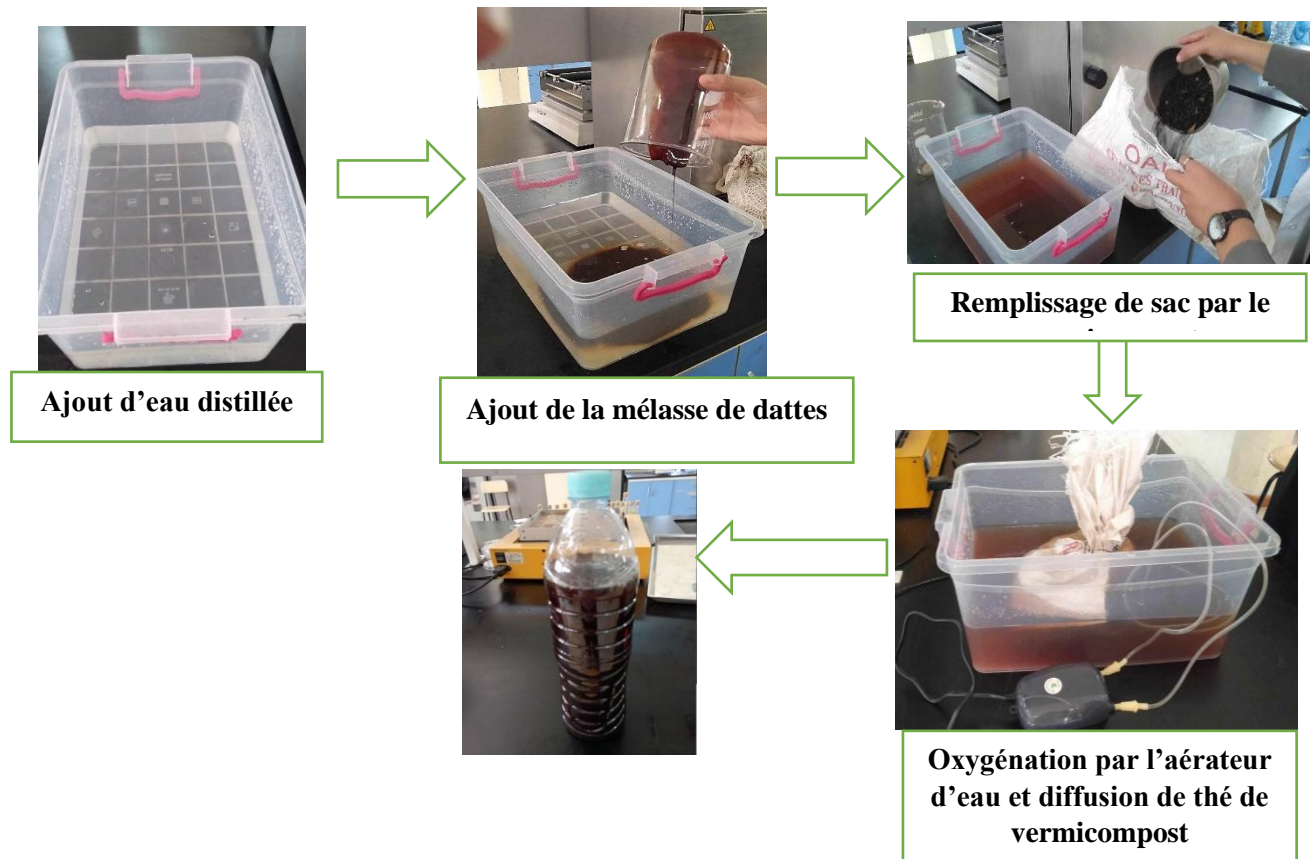 Ajout d’eau distillée
Ajout de la mélasse de dattes
Remplissage de sac par le
Oxygénation par l’aérateur
d’eau et diffusion de thé de
vermicompost